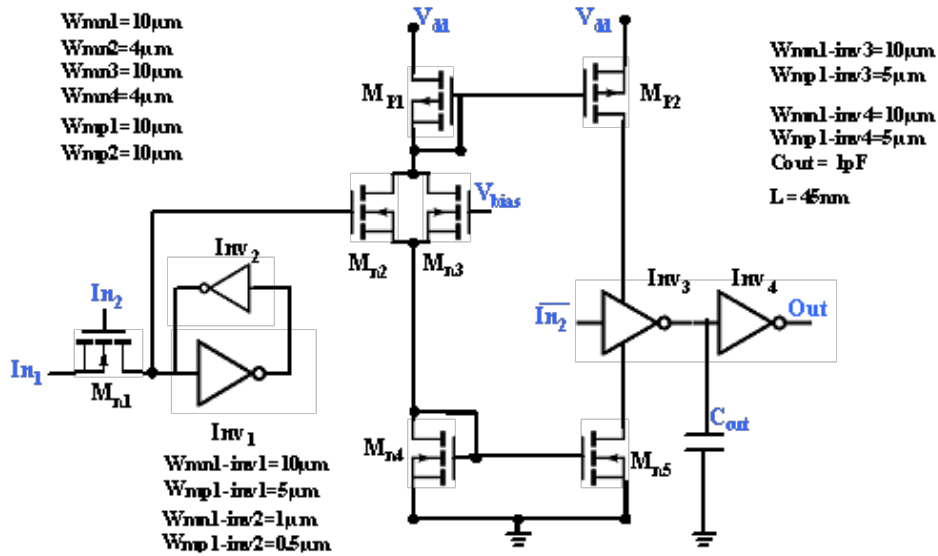 Wmn1=10μm
Wmn2=4μm
Wmn3=10μm
Wmn4=4μm
Wmp1=10μm
Wmp2=10μm
Vdd
Vdd
MP1
MP2
Wmn1-inv3=10μm
Wmp1-inv3=5μm
Wmn1-inv4=10μm
Wmp1-inv4=5μm
Cout= 1pF
L=45nm
Vbias
Mn2
Mn3
Inv2
In2
In1
Mn1
Inv1
Inv3
Inv4
In2
Out
Cout
Mn4
Mn5
Wmn1-inv1=10μm
Wmp1-inv1=5μm
Wmn1-inv2=1μm
Wmp1-inv2=0.5μm